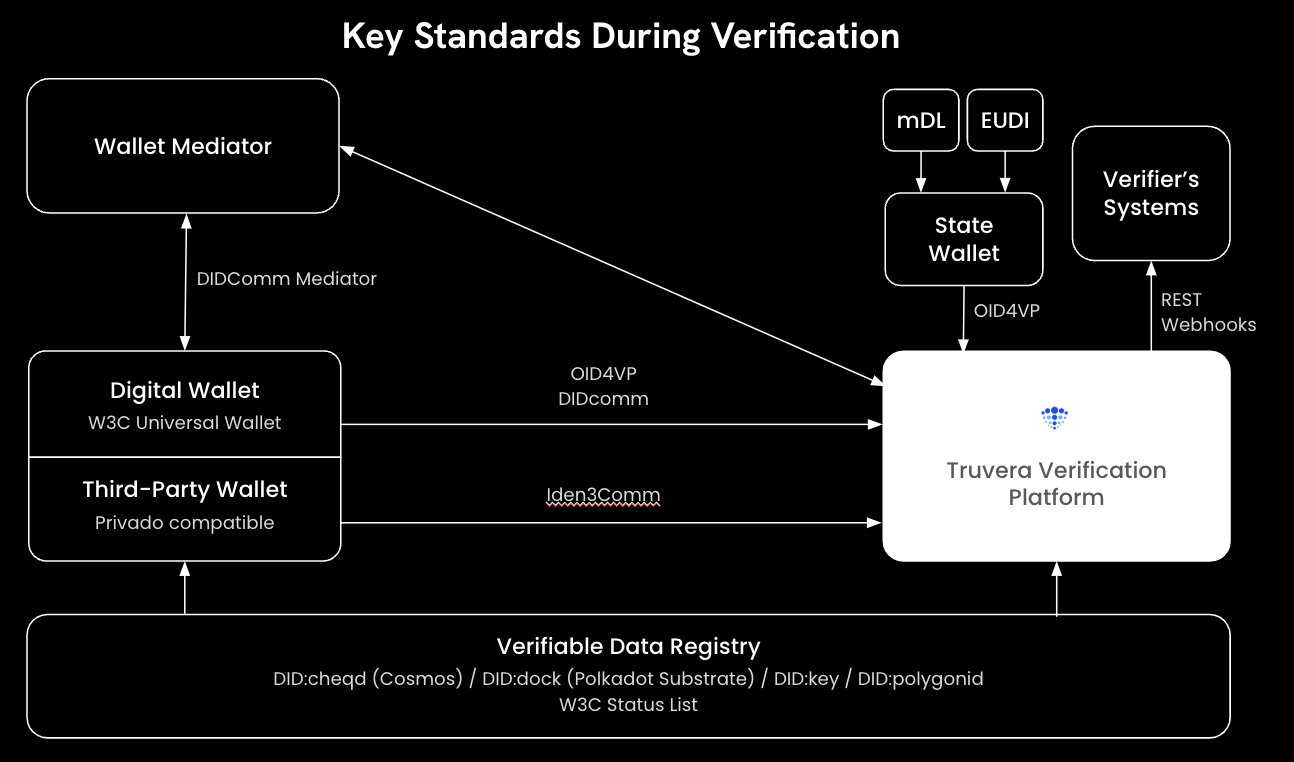 Key Standards During Verification
Wallet Mediator
mDL
EUDI
Verifier’s
Systems
State
Wallet
DIDComm Mediator
OID4VP
REST
Webhooks
Digital Wallet
W3C Universal Wallet
OID4VP
DIDcomm
Third-Party Wallet
Privado compatible
Iden3Comm
Truvera Verification
Platform
Verifiable Data Registry
DID:cheqd (Cosmos) / DID:dock (Polkadot Substrate) / DID:key / DID:polygonid
W3C Status List